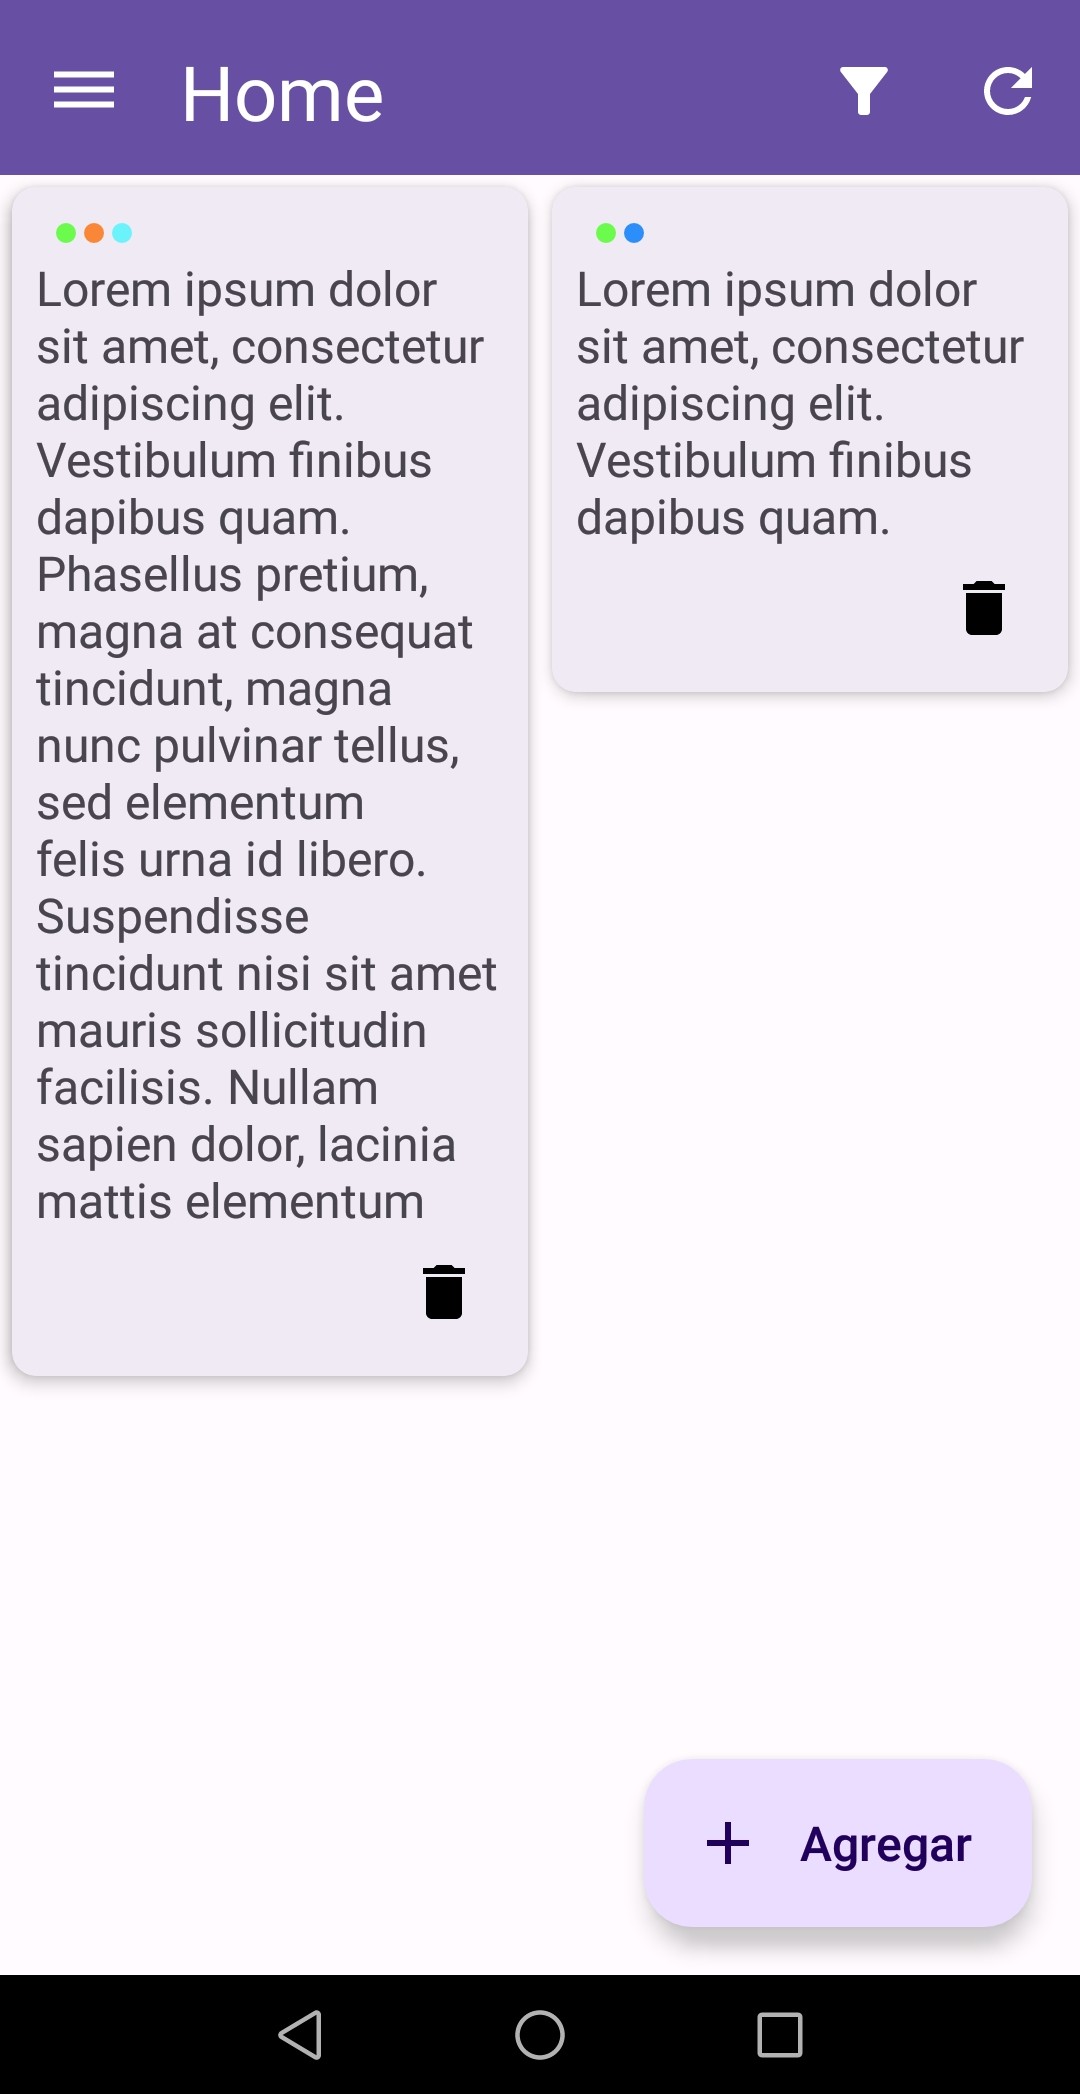 Home
Lorem ipsum dolor
sit amet, consectetur
adipiscing elit.
Vestibulum finibus
dapibus quam.
Phasellus pretium,
magna at consequat
tincidunt, magna
nunc pulvinar tellus,
sed elementum
felis urna id libero.
Suspendisse
tincidunt nisi sit amet
mauris sollicitudin
facilisis. Nullam
sapien dolor, lacinia
mattis elementum
Lorem ipsum dolor
sit amet, consectetur
adipiscing elit.
Vestibulum finibus
dapibus quam.
Agregar